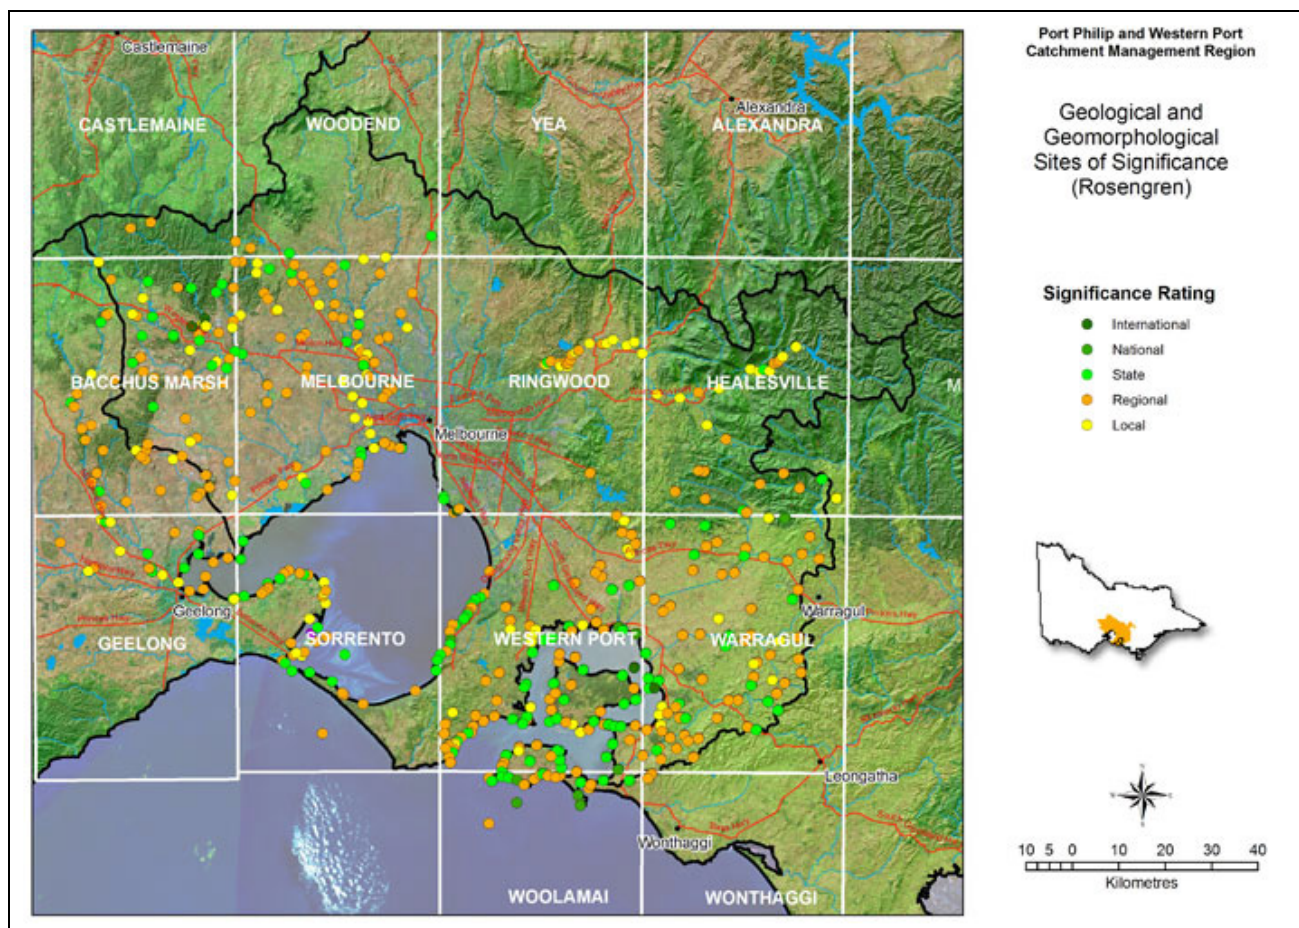 Port Philip and Western Port
Catchment Management Region
Geological and
Geomorphological
Sites of Significance
(Rosengren)
Significance Rating
International
National
State
Regional
Local
10 5 0 10 20 30 40
Kilometres
Castlemaine
CASTLEMAINE
WOODEND
YEA
Alexandra
ALEXANDRA
BACCHUS MARSH
MELBOURNE
RINGWOOD
HEALESVILLE
M
Melbourne
Geelong
GEELONG
SORRENTO
WESTERN PORT
Warragul
WARRAGUL
Leongatha
Wonthaggi
WOOLAMAI
WONTHAGGI